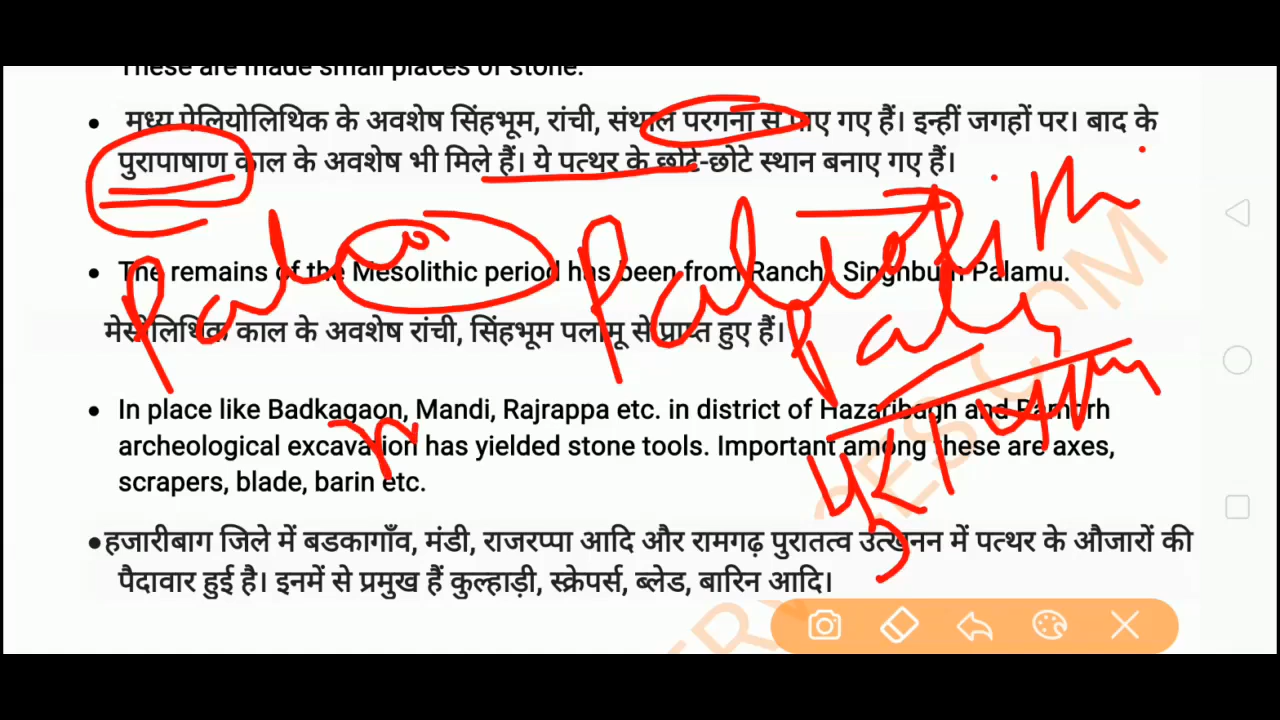 These are made small places of stone.
• मध्य पेलियोलिथिक के अवशेष सिंहभूम, रांची, संथाल परगना से पाए गए हैं। इन्हीं जगहों पर। बाद के
पुरापाषाण काल के अवशेष भी मिले हैं। ये पत्थर के छोटे-छोटे स्थान बनाए गए हैं।
• The remains of the Mesolithic period has been from Ranchi, Singhbum Palamu.
मेसोलिथिक काल के अवशेष रांची, सिंहभूम पलामू से प्राप्त हुए हैं।
• In place like Badkagaon, Mandi, Rajrappa etc. in district of Hazaribagh and Ramgrh
archeological excavation has yielded stone tools. Important among these are axes,
scrapers, blade, barin etc.
•हजारीबाग जिले में बडकागाँव, मंडी, राजरप्पा आदि और रामगढ़ पुरातत्व उत्खनन में पत्थर के औजारों की
पैदावार हुई है। इनमें से प्रमुख हैं कुल्हाड़ी, स्क्रेपर्स, ब्लेड, बारिन आदि।